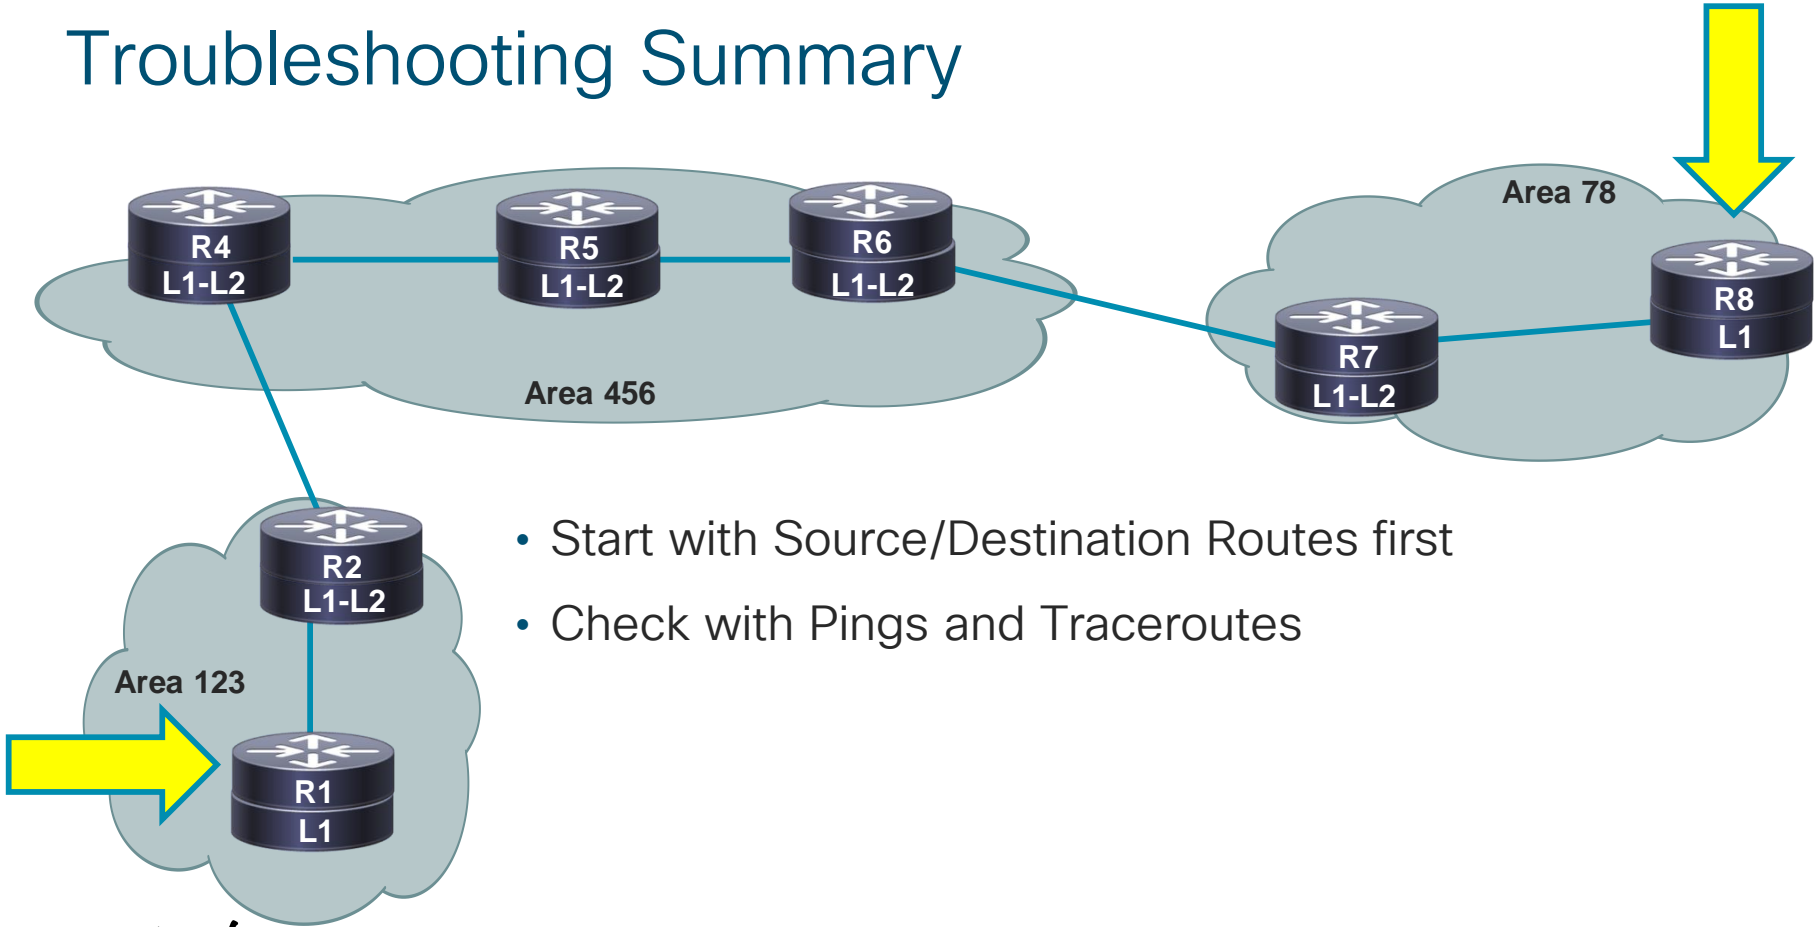 Troubleshooting Summary
Area 78
R4
L1-L2
R5
L1-L2
R6
L1-L2
R8
L1
R7
L1-L2
Area 456
• Start with Source/Destination Routes first
• Check with Pings and Traceroutes
R2
L1-L2
Area 123
R1
L1